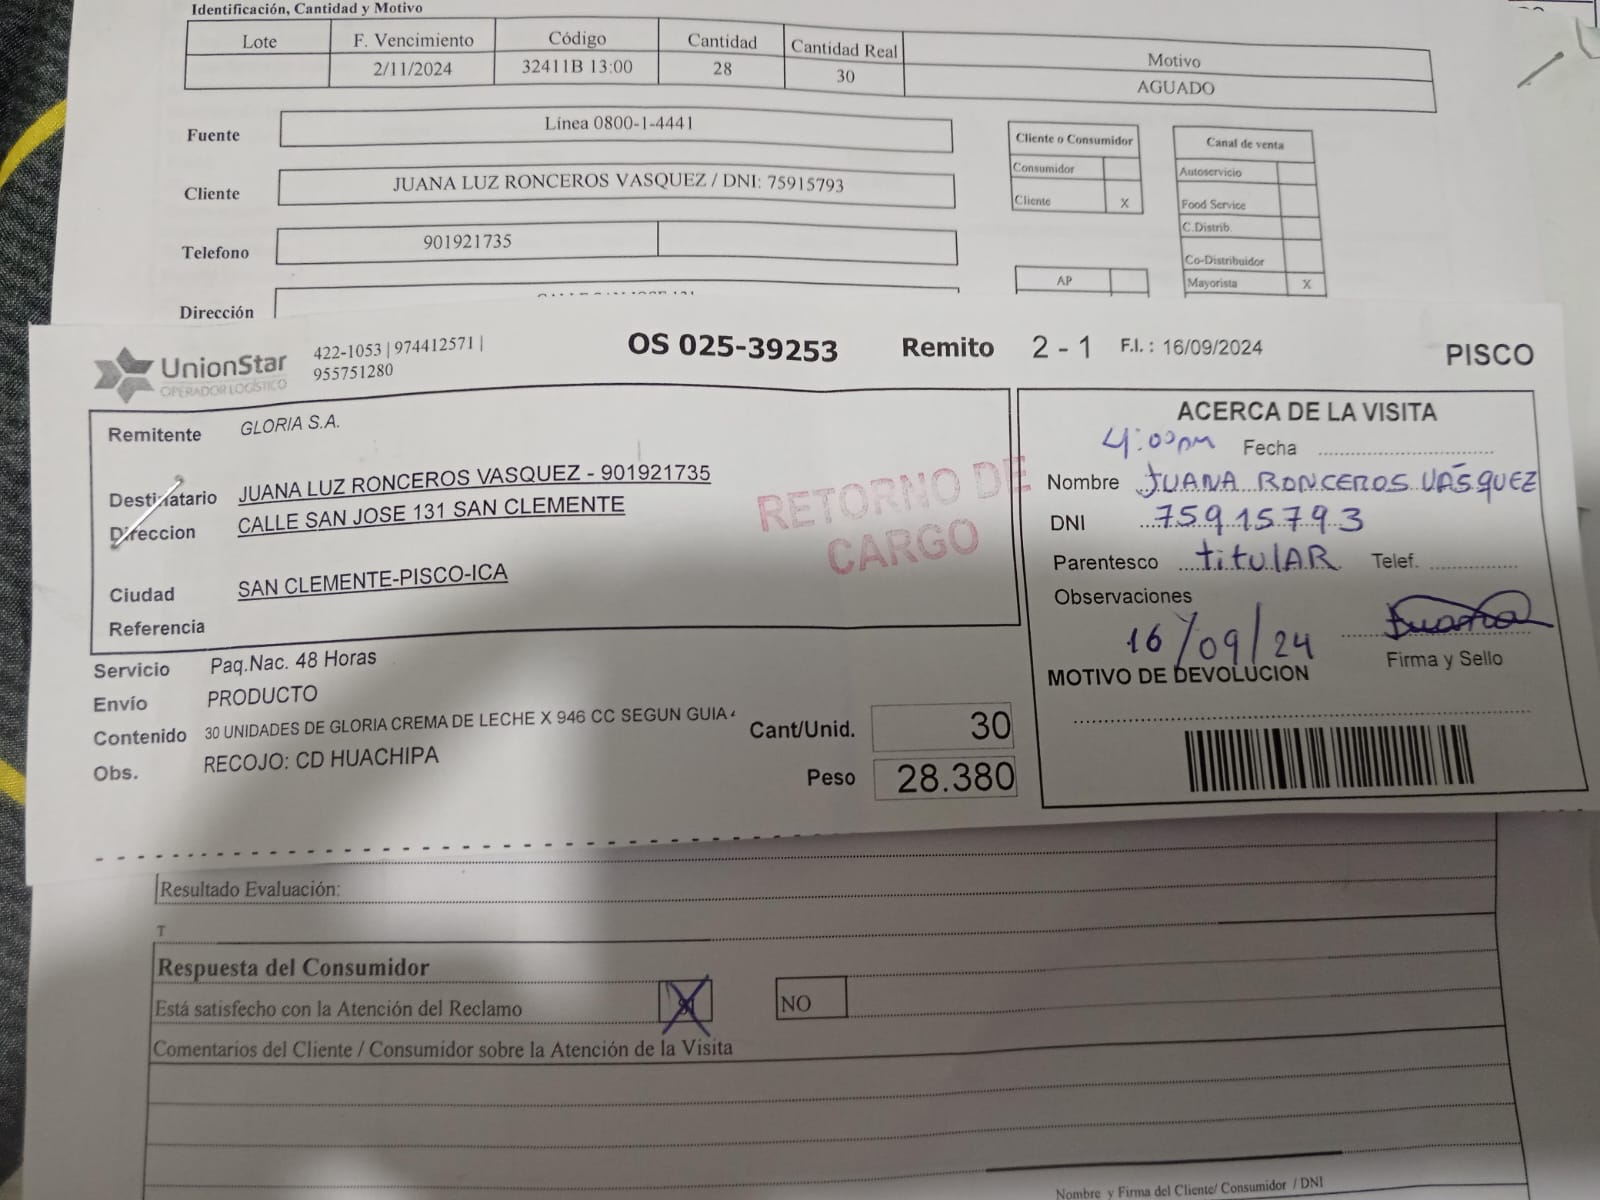 Identificación, Cantidad y Motivo
Lote F. Vencimiento Código Cantidad Cantidad Real Motivo
2/11/2024 32411B 13:00 28 30 AGUADO
Fuente Línea 0800-1-4441
Cliente JUANA LUZ RONCEROS VASQUEZ / DNI: 75915793
Telefono 901921735
Dirección
Cliente o Consumidor
Consumidor
Cliente X
AP
Canal de venta
Autoservicio
Food Service
C.Distrib.
Co-Distribuidor
Mayorista X
UnionStar
OPERADOR LOGÍSTICO
422-1053 | 974412571 |
955751280
OS 025-39253 Remito 2 - 1 F.I. : 16/09/2024 PISCO
Remitente GLORIA S.A.
Destinatario JUANA LUZ RONCEROS VASQUEZ - 901921735
Direccion CALLE SAN JOSE 131 SAN CLEMENTE
Ciudad SAN CLEMENTE-PISCO-ICA
Referencia
RETORNO DE
CARGO
Servicio Paq.Nac. 48 Horas
Envío PRODUCTO
Contenido 30 UNIDADES DE GLORIA CREMA DE LECHE X 946 CC SEGUN GUIA
Obs. RECOJO: CD HUACHIPA
Cant/Unid. 30
Peso 28.380
ACERCA DE LA VISITA
4:00pm Fecha
Nombre JUANA RONCEROS VÁSQUEZ
DNI 75915793
Parentesco titulAR Telef.
Observaciones
16/09/24
Juana
Firma y Sello
MOTIVO DE DEVOLUCION
Resultado Evaluación:
T
Respuesta del Consumidor
Está satisfecho con la Atención del Reclamo SI NO
Comentarios del Cliente / Consumidor sobre la Atención de la Visita
Nombre y Firma del Cliente/ Consumidor / DNI